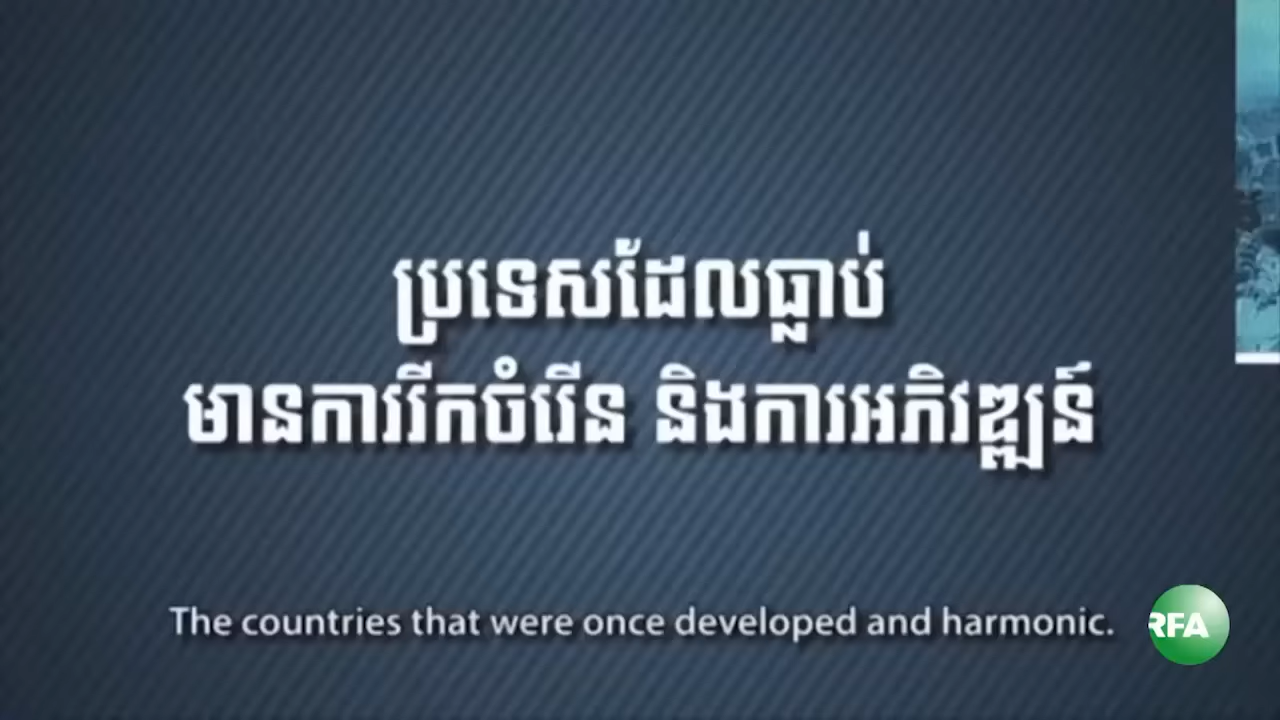 ប្រទេសដែលធ្លាប់
មានការរីកចំរើន និងការអភិវឌ្ឍន៍
The countries that were once developed and harmonic.
RFA